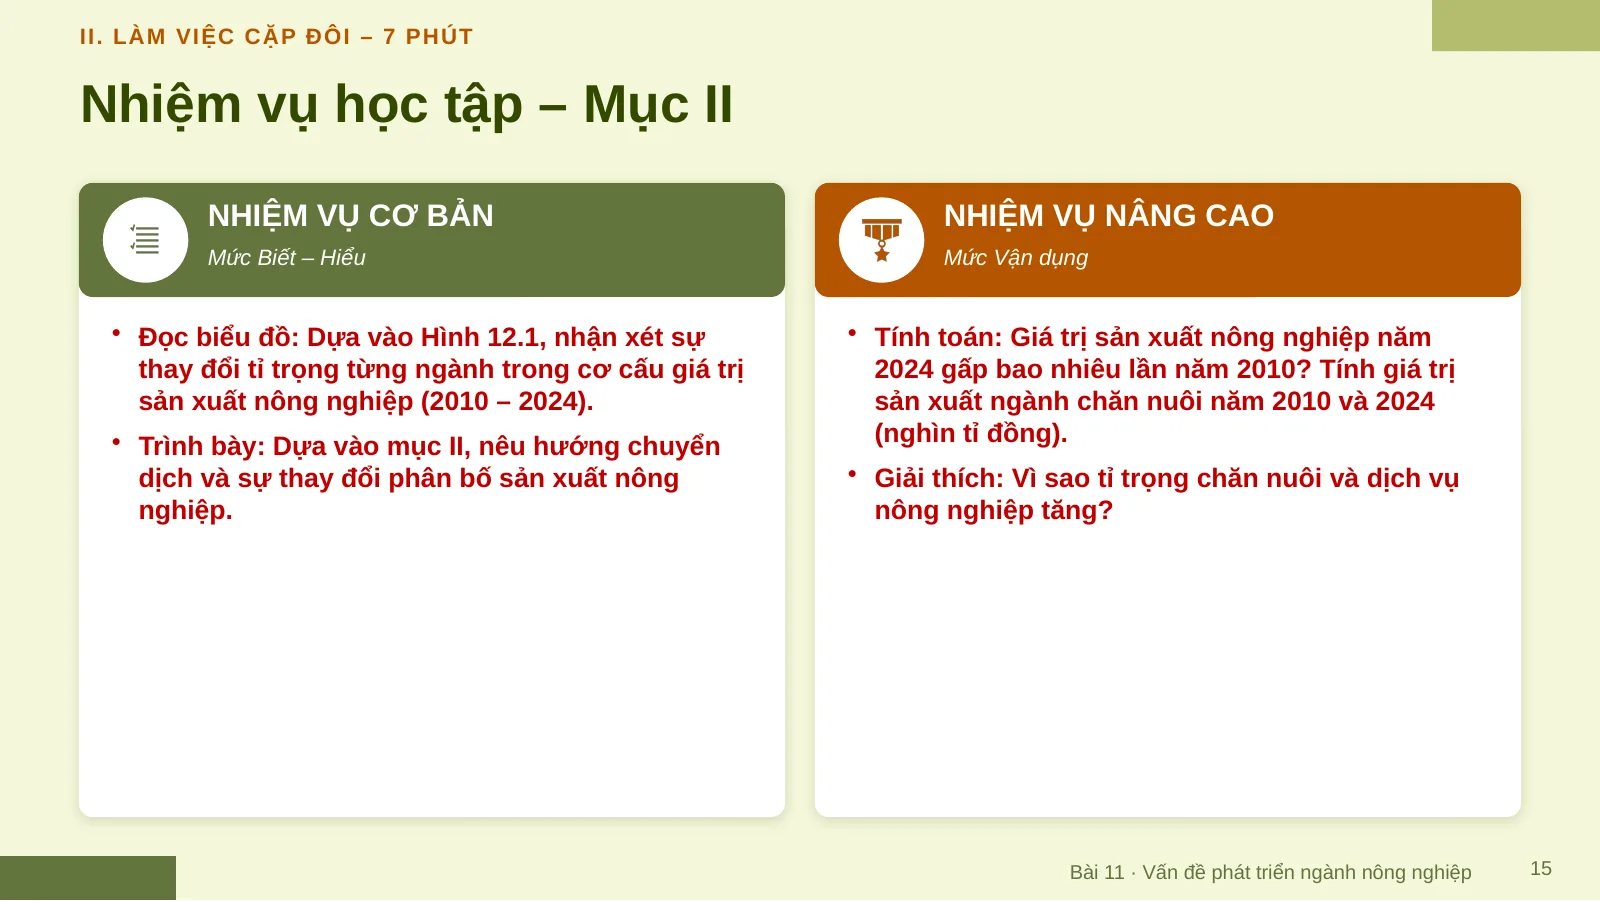 II. LÀM VIỆC CẶP ĐÔI – 7 PHÚT
Nhiệm vụ học tập – Mục II
NHIỆM VỤ CƠ BẢN
Mức Biết – Hiểu
• Đọc biểu đồ: Dựa vào Hình 12.1, nhận xét sự
thay đổi tỉ trọng từng ngành trong cơ cấu giá trị
sản xuất nông nghiệp (2010 – 2024).
• Trình bày: Dựa vào mục II, nêu hướng chuyển
dịch và sự thay đổi phân bố sản xuất nông
nghiệp.
NHIỆM VỤ NÂNG CAO
Mức Vận dụng
• Tính toán: Giá trị sản xuất nông nghiệp năm
2024 gấp bao nhiêu lần năm 2010? Tính giá trị
sản xuất ngành chăn nuôi năm 2010 và 2024
(nghìn tỉ đồng).
• Giải thích: Vì sao tỉ trọng chăn nuôi và dịch vụ
nông nghiệp tăng?
Bài 11 · Vấn đề phát triển ngành nông nghiệp
15